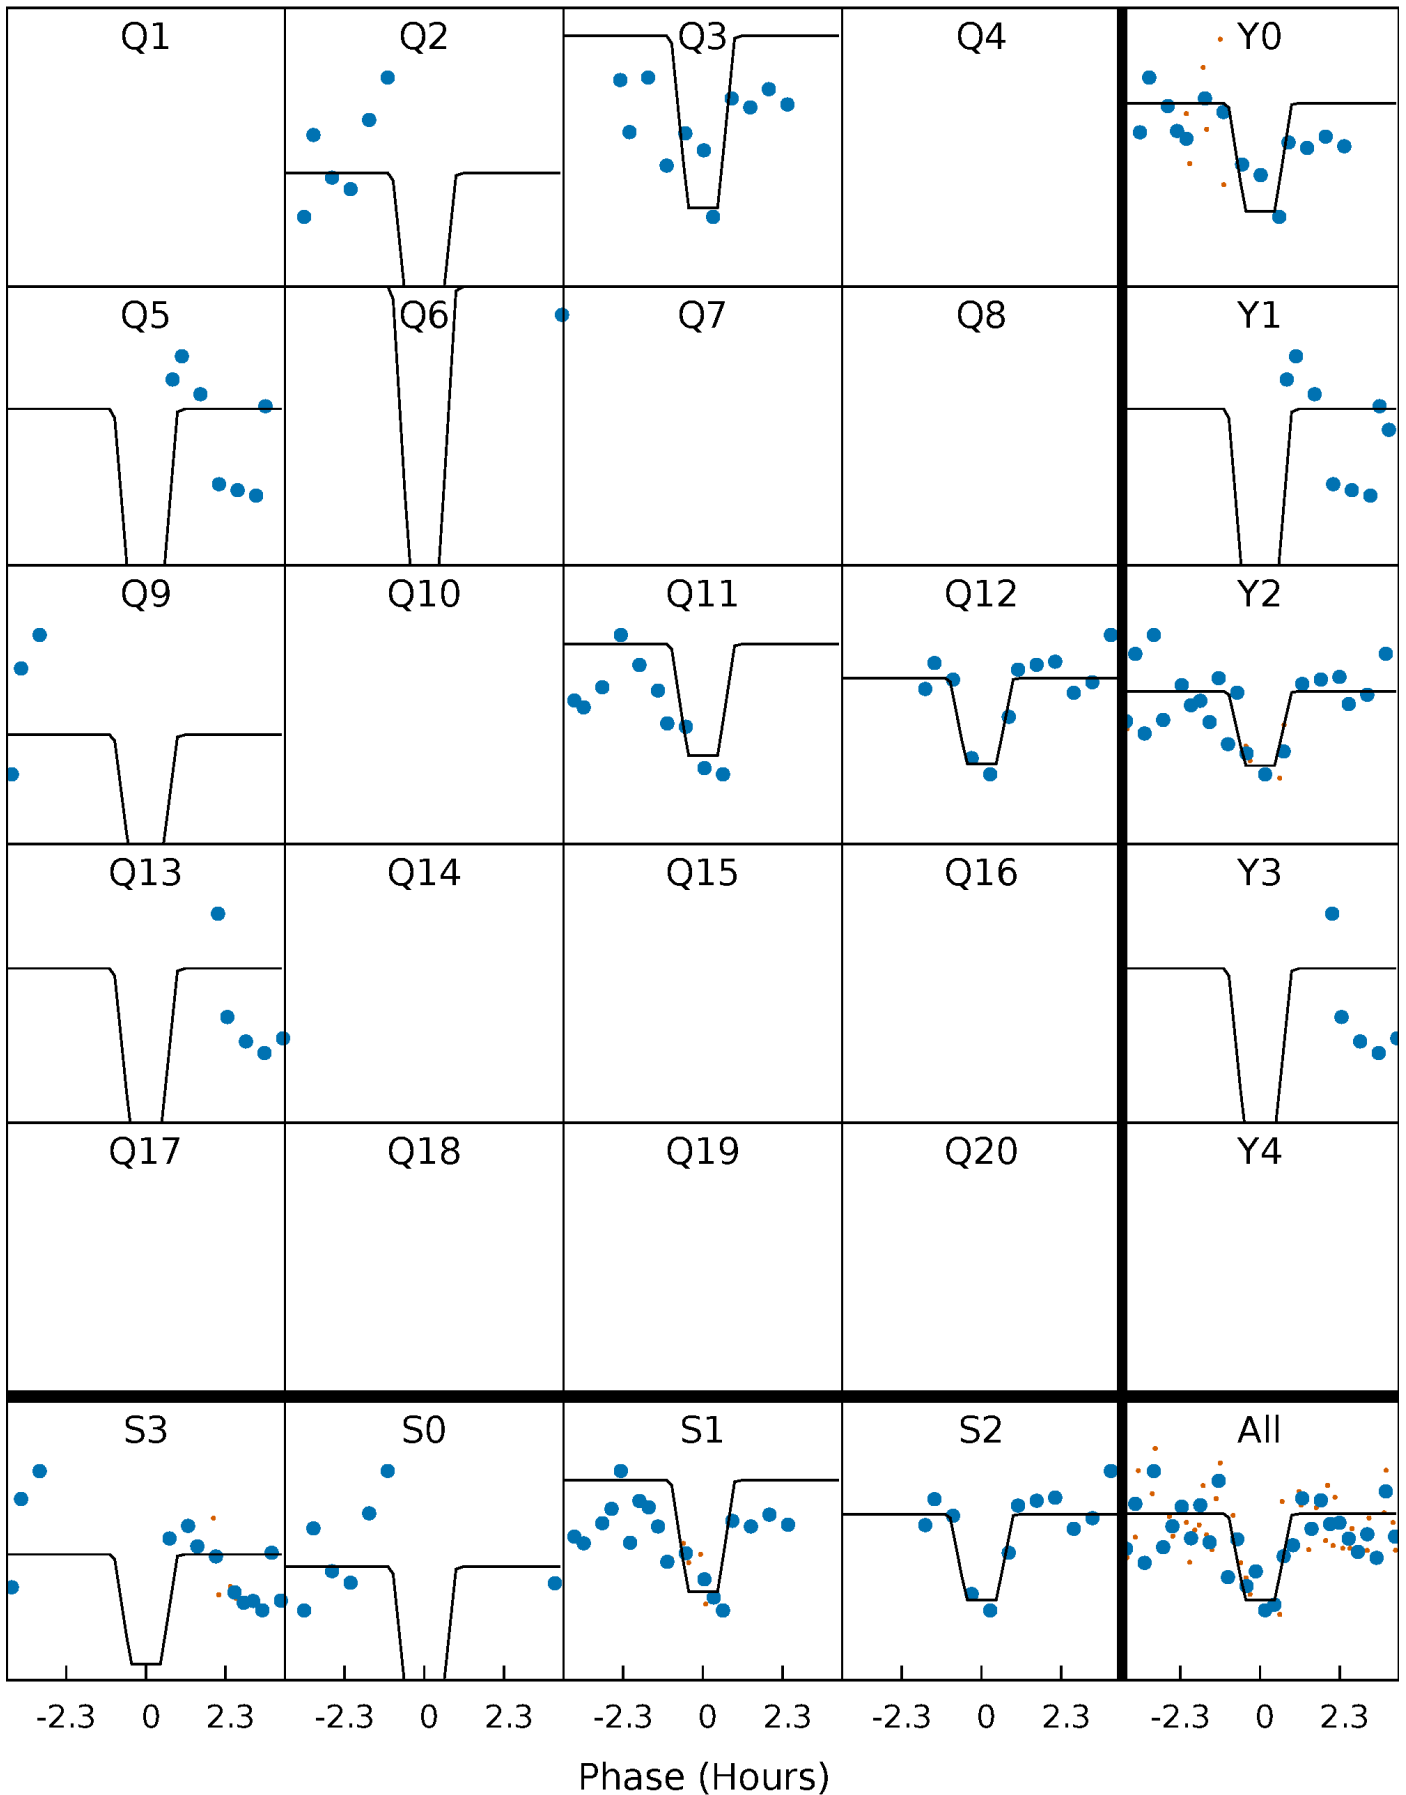 Q1 Q2 Q3 Q4 Y0
Q5 Q6 Q7 Q8 Y1
Q9 Q10 Q11 Q12 Y2
Q13 Q14 Q15 Q16 Y3
Q17 Q18 Q19 Q20 Y4
S3 S0 S1 S2 All
-2.3 0 2.3 -2.3 0 2.3 -2.3 0 2.3 -2.3 0 2.3 -2.3 0 2.3
Phase (Hours)